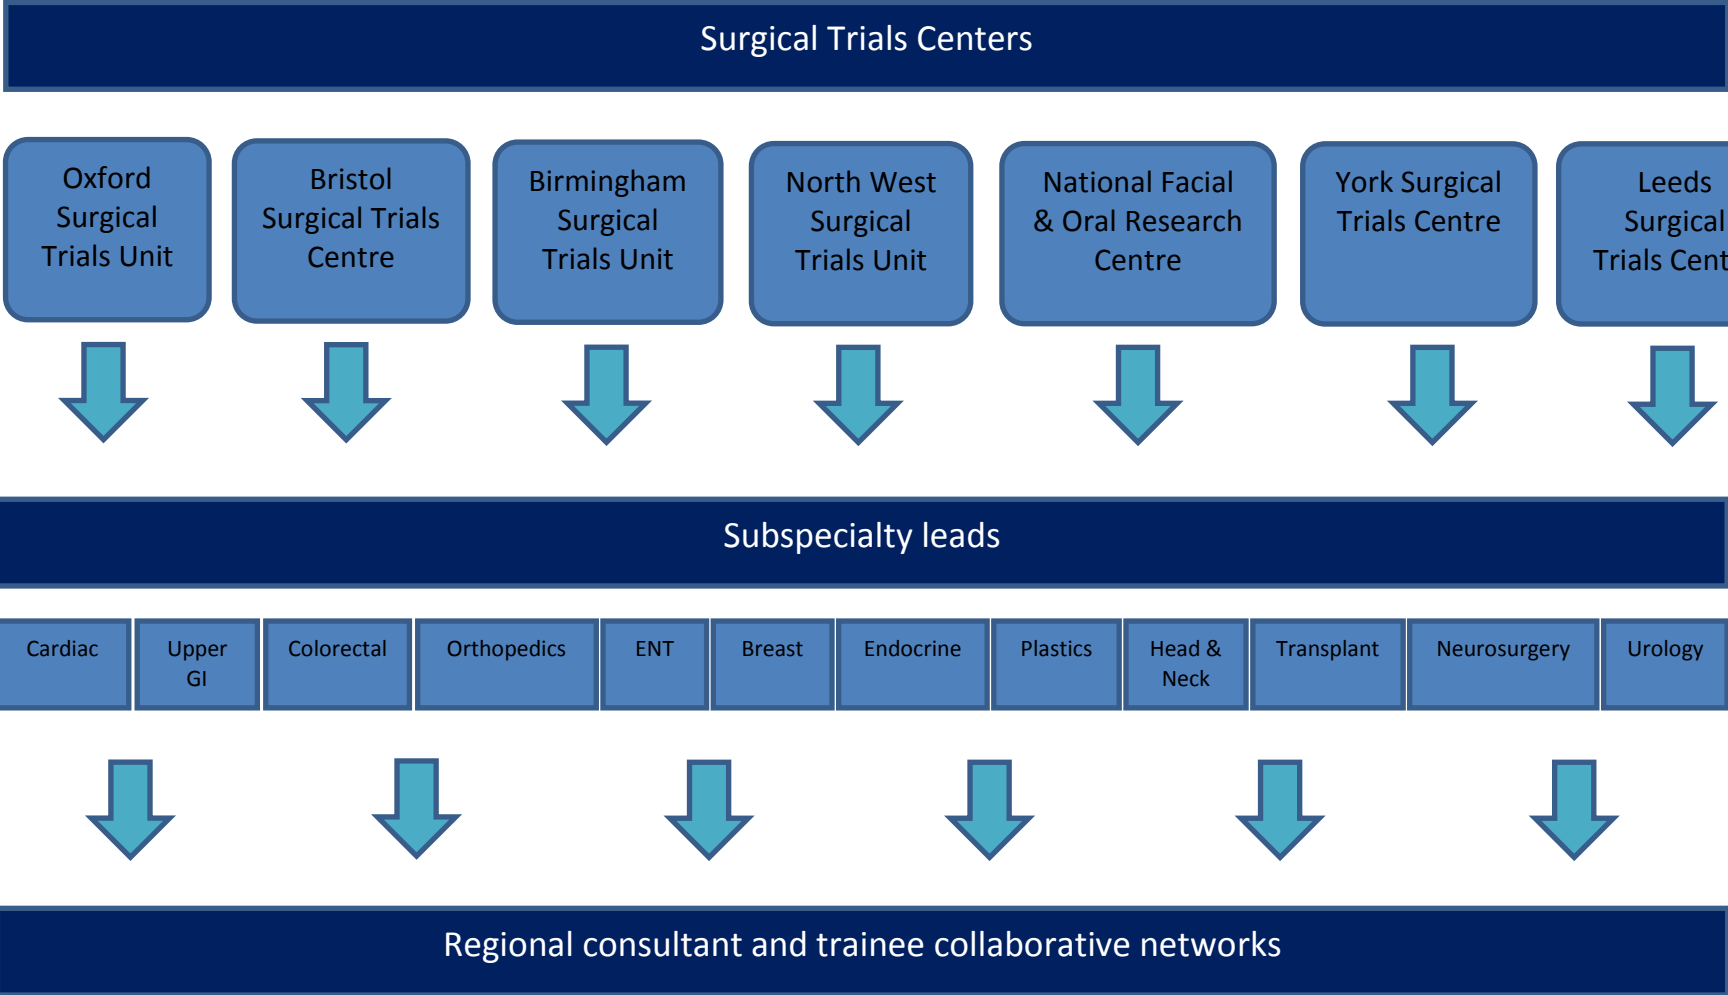 Surgical Trials Centers
Oxford
Surgical
Trials Unit
Bristol
Surgical Trials
Centre
Birmingham
Surgical
Trials Unit
North West
Surgical
Trials Unit
National Facial
& Oral Research
Centre
York Surgical
Trials Centre
Leeds
Surgical
Trials
Subspecialty leads
Cardiac
Upper
GI
Colorectal
Orthopedics
ENT
Breast
Endocrine
Plastics
Head &
Neck
Transplant
Neurosurgery
Urology
Regional consultant and trainee collaborative networks